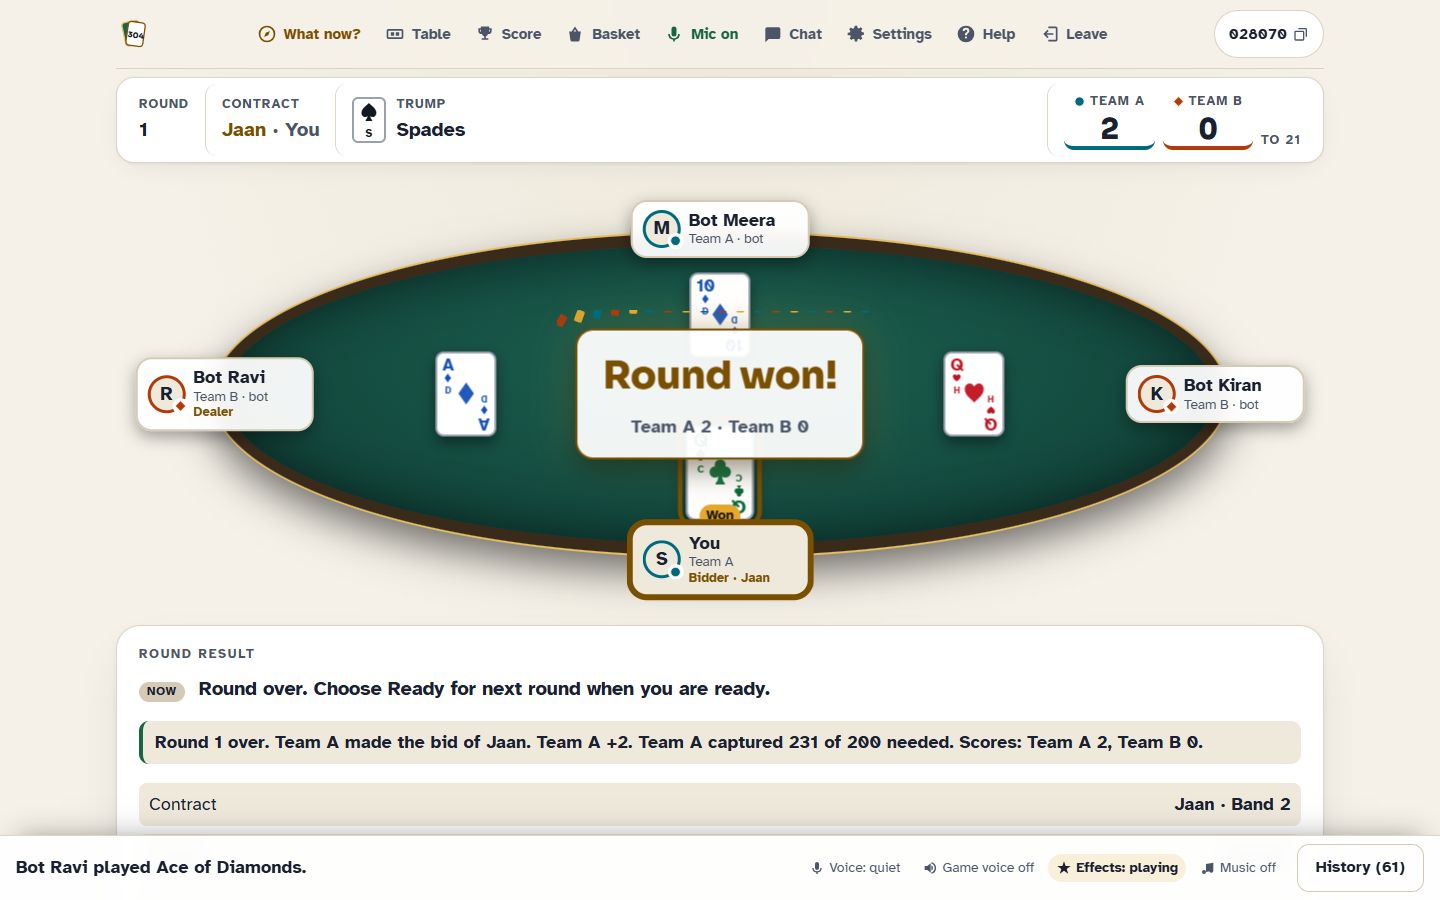 304
What now?
Table
Score
Basket
Mic on
Chat
Settings
Help
Leave
028070
ROUND
1
CONTRACT
Jaan · You
S
TRUMP
Spades
TEAM A
2
TEAM B
0
TO 21
M
Bot Meera
Team A · bot
10
D
D
10
Round won!
Team A 2 · Team B 0
R
Bot Ravi
Team B · bot
Dealer
A
D
D
A
Q
H
H
Q
K
Bot Kiran
Team B · bot
Q
C
C
Q
Won
S
You
Team A
Bidder · Jaan
ROUND RESULT
NOW
Round over. Choose Ready for next round when you are ready.
Round 1 over. Team A made the bid of Jaan. Team A +2. Team A captured 231 of 200 needed. Scores: Team A 2, Team B 0.
Contract
Jaan · Band 2
Bot Ravi played Ace of Diamonds.
Voice: quiet
Game voice off
Effects: playing
Music off
History (61)